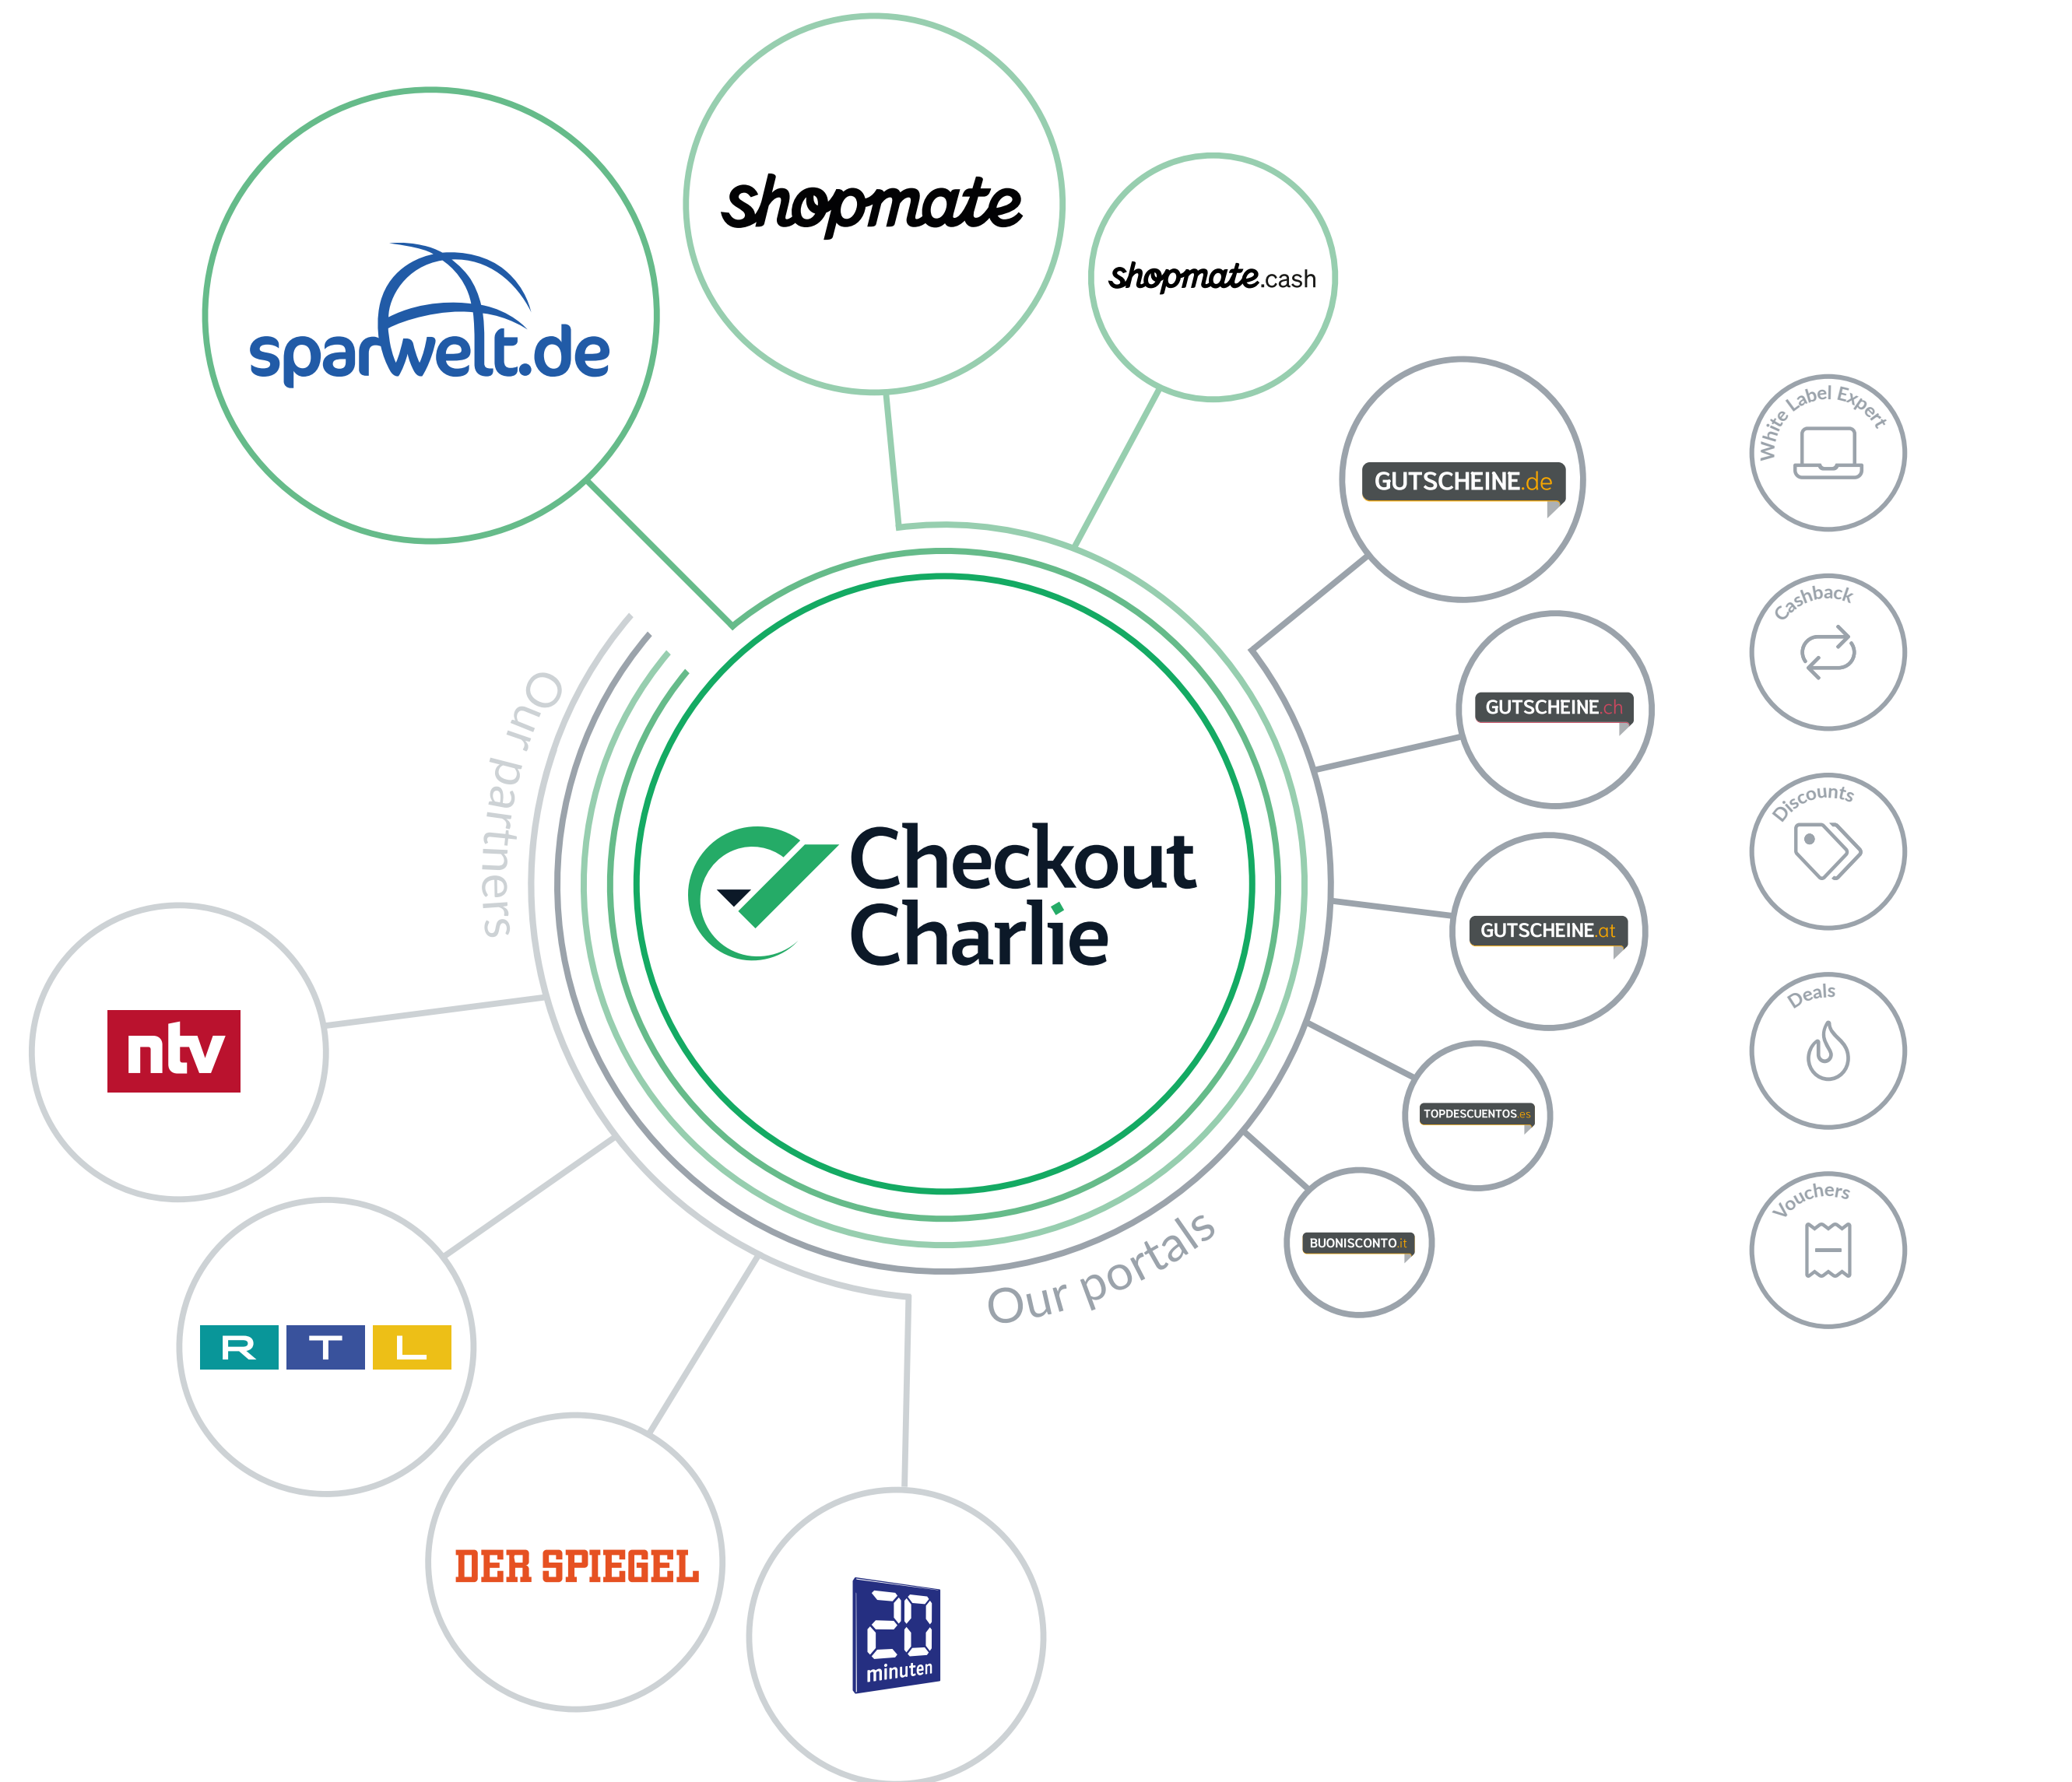 shopmate
sparwelt.de
shopmate.cash
GUTSCHEINE.de
White Label Expert
Cashback
GUTSCHEINE.ch
Our partners
Discounts
Checkout
Charlie
GUTSCHEINE.at
Deals
ntv
TOPDESCUENTOS.es
Vouchers
BUONISCONTO.it
Our portals
R T L
DER SPIEGEL
20
minuten